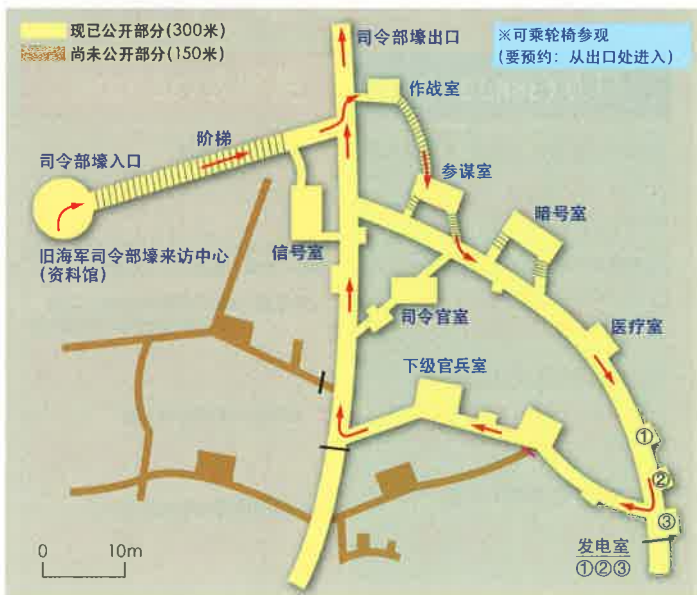 现已公开部分(300米)
尚未公开部分(150米)
司令部壕出口
※可乘轮椅参观
(要预约：从出口处进入)
作战室
阶梯
司令部壕入口
参谋室
暗号室
旧海军司令部壕来访中心
(资料馆)
信号室
司令官室
医疗室
下级官兵室
①
②
③
0 10m
发电室
①②③